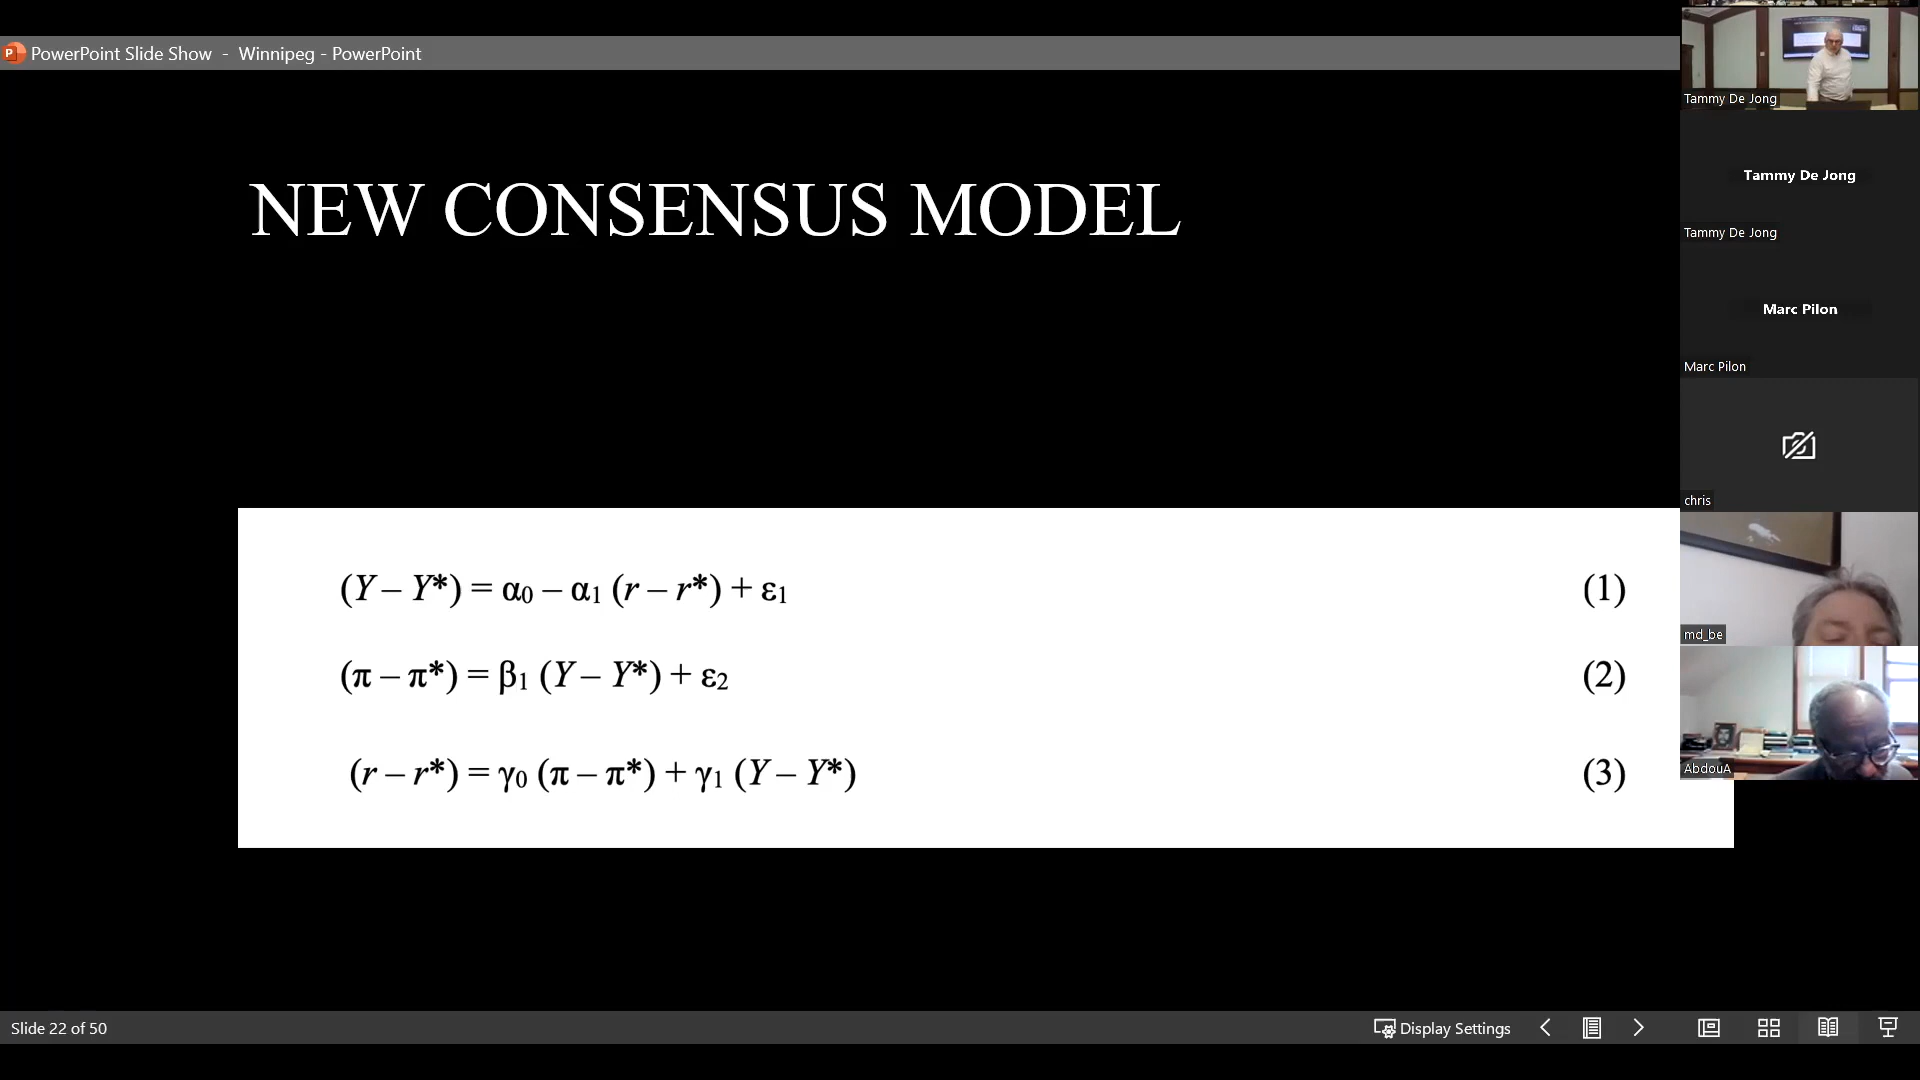 PowerPoint Slide Show - Winnipeg - PowerPoint
NEW CONSENSUS MODEL
(Y – Y*) = α₀ – α₁ (r – r*) + ε₁ (1)
(π – π*) = β₁ (Y – Y*) + ε₂ (2)
(r – r*) = γ₀ (π – π*) + γ₁ (Y – Y*) (3)
Tammy De Jong
Tammy De Jong
Tammy De Jong
Marc Pilon
Marc Pilon
chris
md_be
AbdouA
Slide 22 of 50
Display Settings